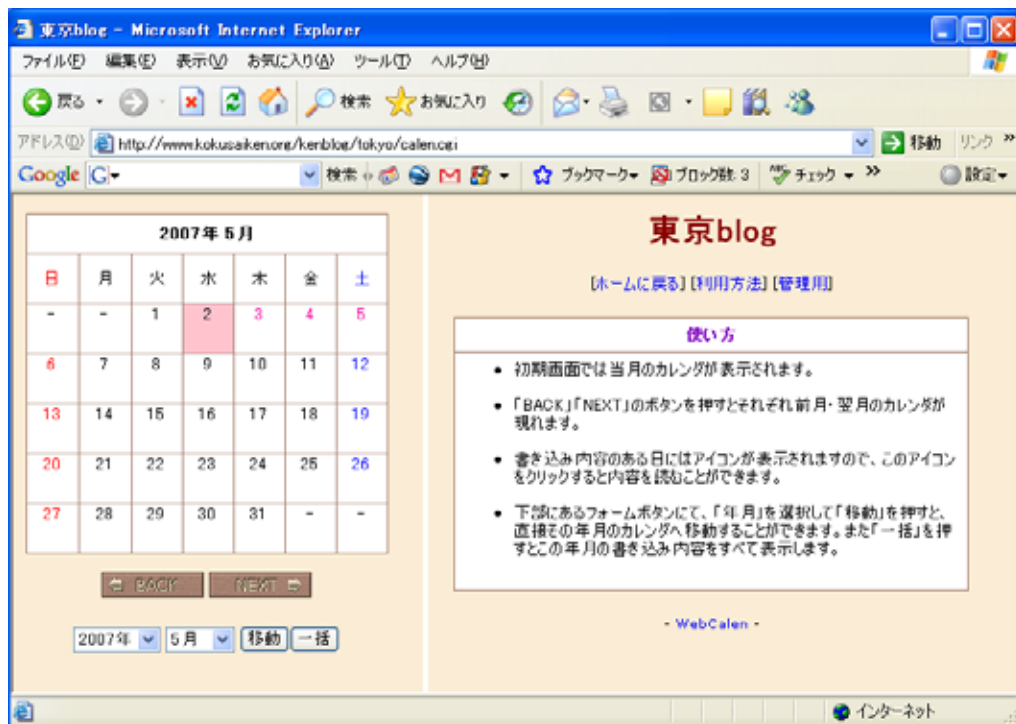 東京blog - Microsoft Internet Explorer
ファイル(F) 編集(E) 表示(V) お気に入り(A) ツール(T) ヘルプ(H)
戻る 検索 お気に入り
アドレス(D) http://www.kokusaiken.org/kenblog/tokyo/calen.cgi 移動 リンク »
Google G 検索 ブックマーク ブロック数: 3 ABC チェック » 設定
2007年 5月
日 月 火 水 木 金 土
- - 1 2 3 4 5
6 7 8 9 10 11 12
13 14 15 16 17 18 19
20 21 22 23 24 25 26
27 28 29 30 31 - -
BACK NEXT
2007年 5月 移動 一括
東京blog
[ホームに戻る] [利用方法] [管理用]
使い方
• 初期画面では当月のカレンダが表示されます。
• 「BACK」「NEXT」のボタンを押すとそれぞれ前月・翌月のカレンダが
現れます。
• 書き込み内容のある日にはアイコンが表示されますので、このアイコン
をクリックすると内容を読むことができます。
• 下部にあるフォームボタンにて、「年月」を選択して「移動」を押すと、
直接その年月のカレンダへ移動することができます。また「一括」を押
すとこの年月の書き込み内容をすべて表示します。
- WebCalen -
インターネット